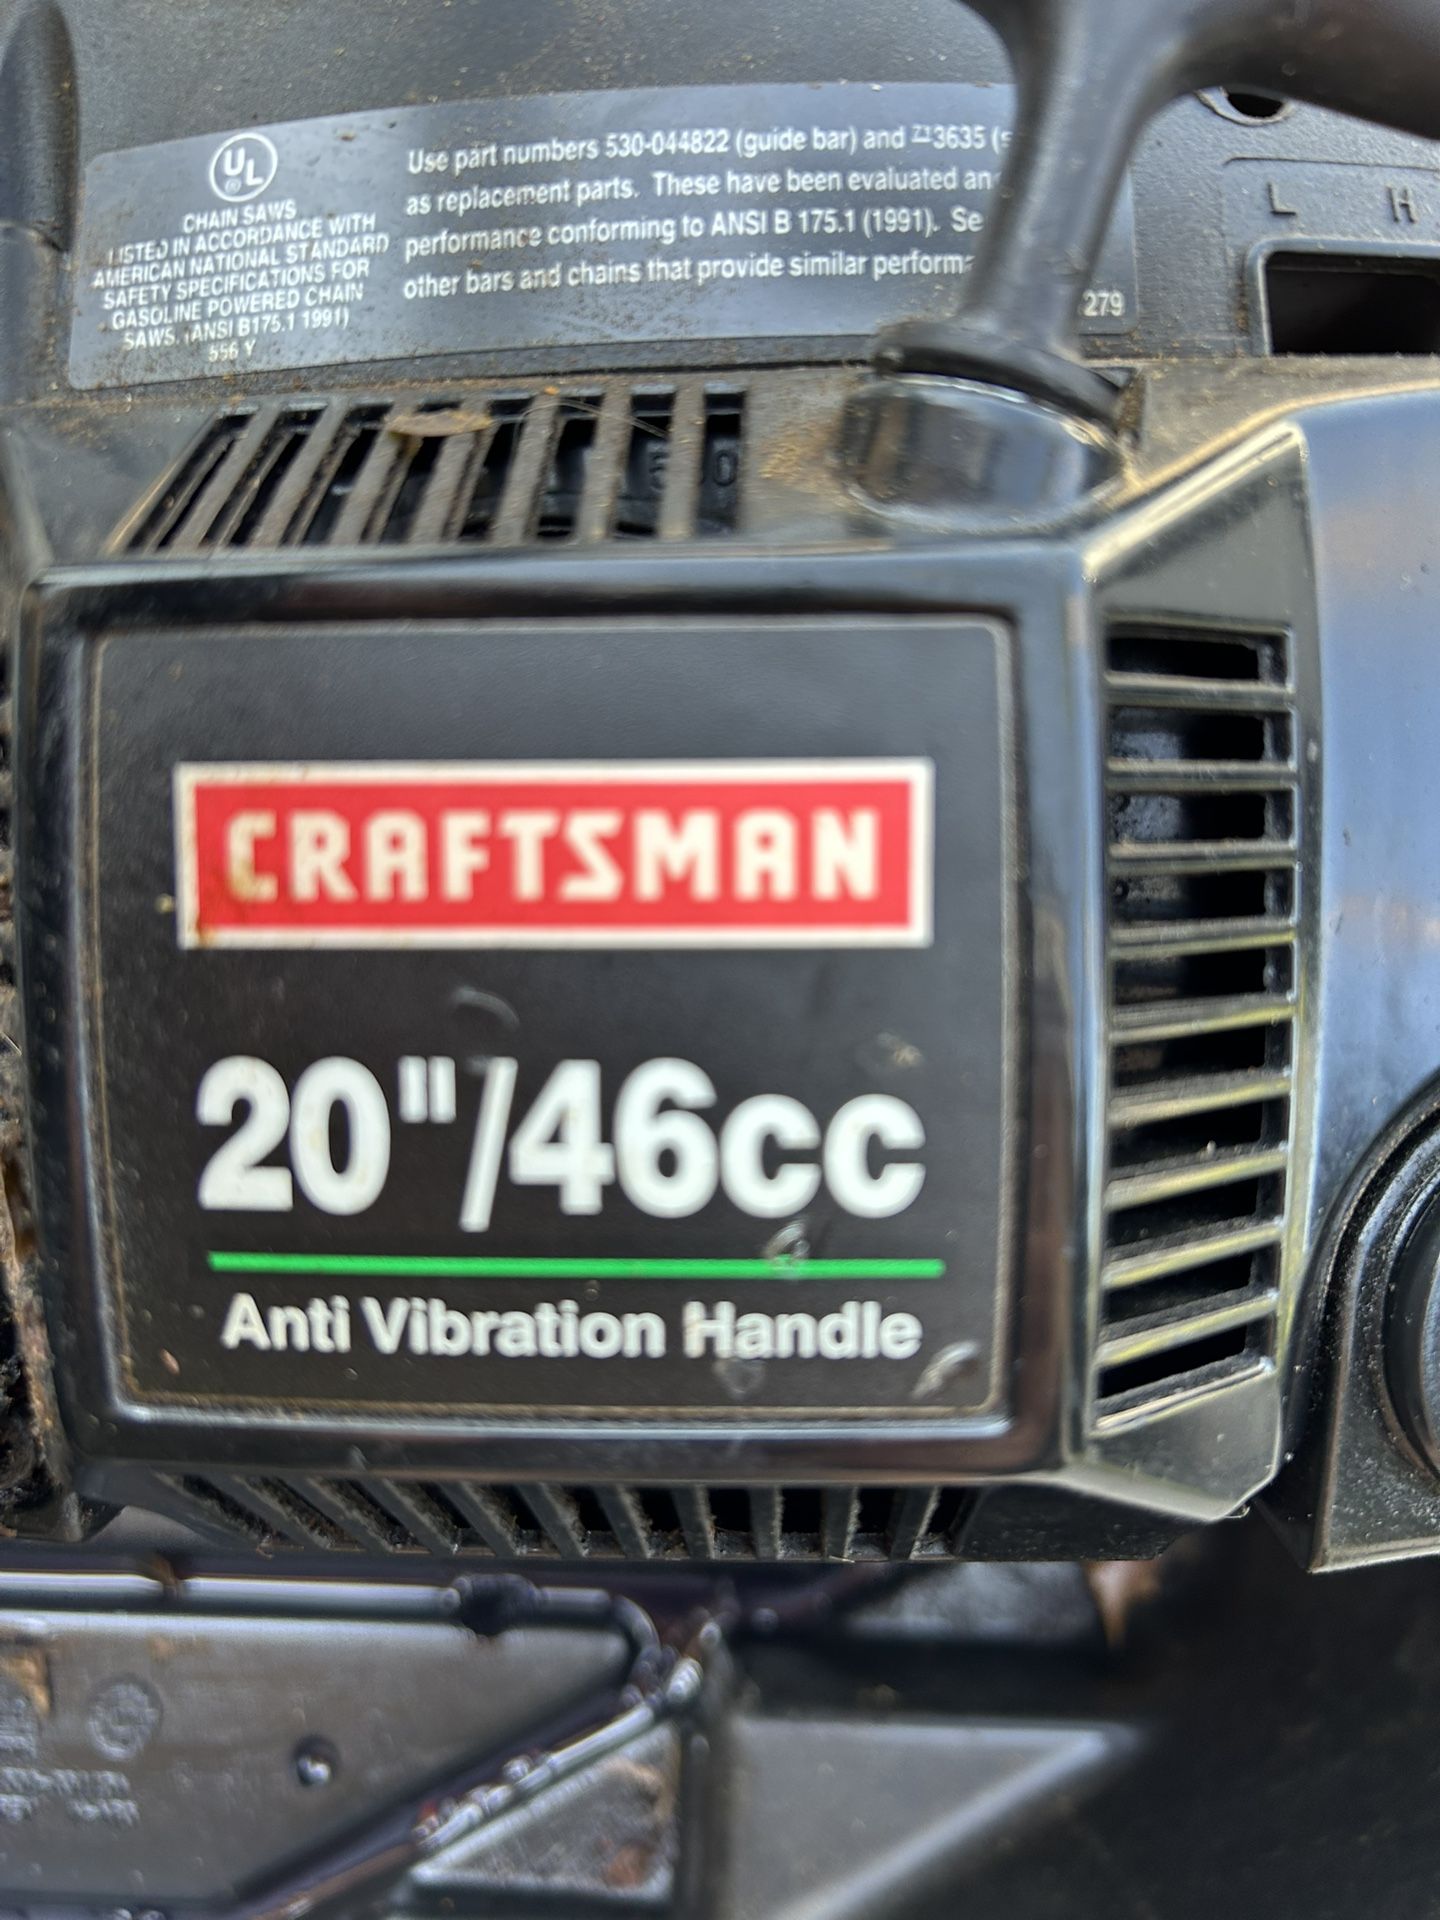 UL
CHAIN SAWS
LISTED IN ACCORDANCE WITH
AMERICAN NATIONAL STANDARD
SAFETY SPECIFICATIONS FOR
GASOLINE POWERED CHAIN
SAWS. (ANSI B175.1 1991)
556 Y
Use part numbers 530-044822 (guide bar) and
as replacement parts. These have been evaluated
performance conforming to ANSI B 175.1 (1991).
other bars and chains that provide similar
279
L H
CRAFTSMAN
20"/46cc
Anti Vibration Handle